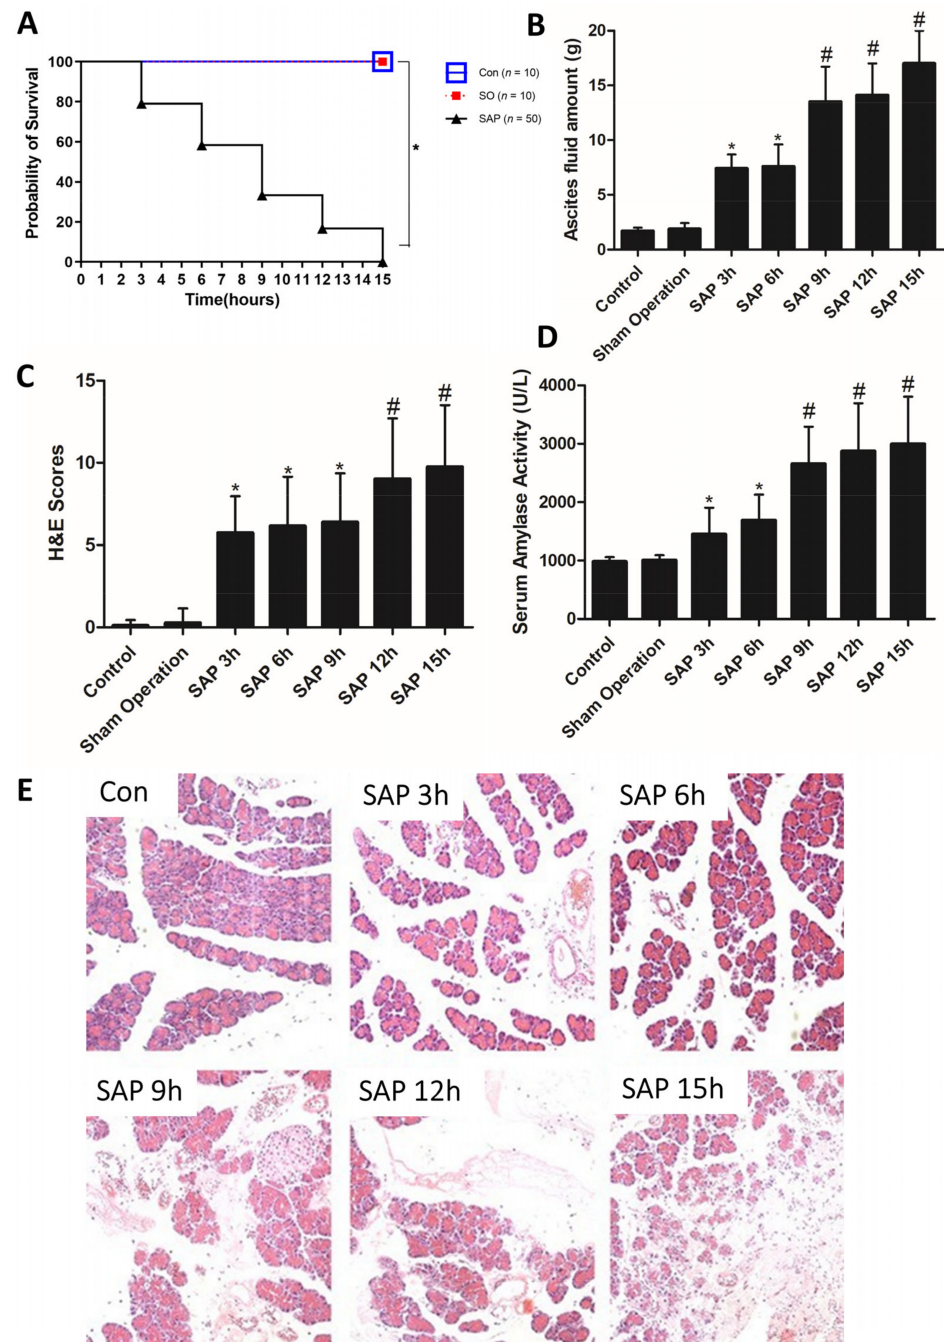 A
Probability of Survival
100
80
60
40
20
0
0 1 2 3 4 5 6 7 8 9 10 11 12 13 14 15
Time(hours)
*
Con (n = 10)
SO (n = 10)
SAP (n = 50)
B
Ascites fluid amount (g)
20
15
10
5
0
* * # # #
Control
Sham Operation
SAP 3h
SAP 6h
SAP 9h
SAP 12h
SAP 15h
C
H&E Scores
15
10
5
0
* * * # #
Control
Sham Operation
SAP 3h
SAP 6h
SAP 9h
SAP 12h
SAP 15h
D
Serum Amylase Activity (U/L)
4000
3000
2000
1000
0
* * # # #
Control
Sham Operation
SAP 3h
SAP 6h
SAP 9h
SAP 12h
SAP 15h
E
Con
SAP 3h
SAP 6h
SAP 9h
SAP 12h
SAP 15h